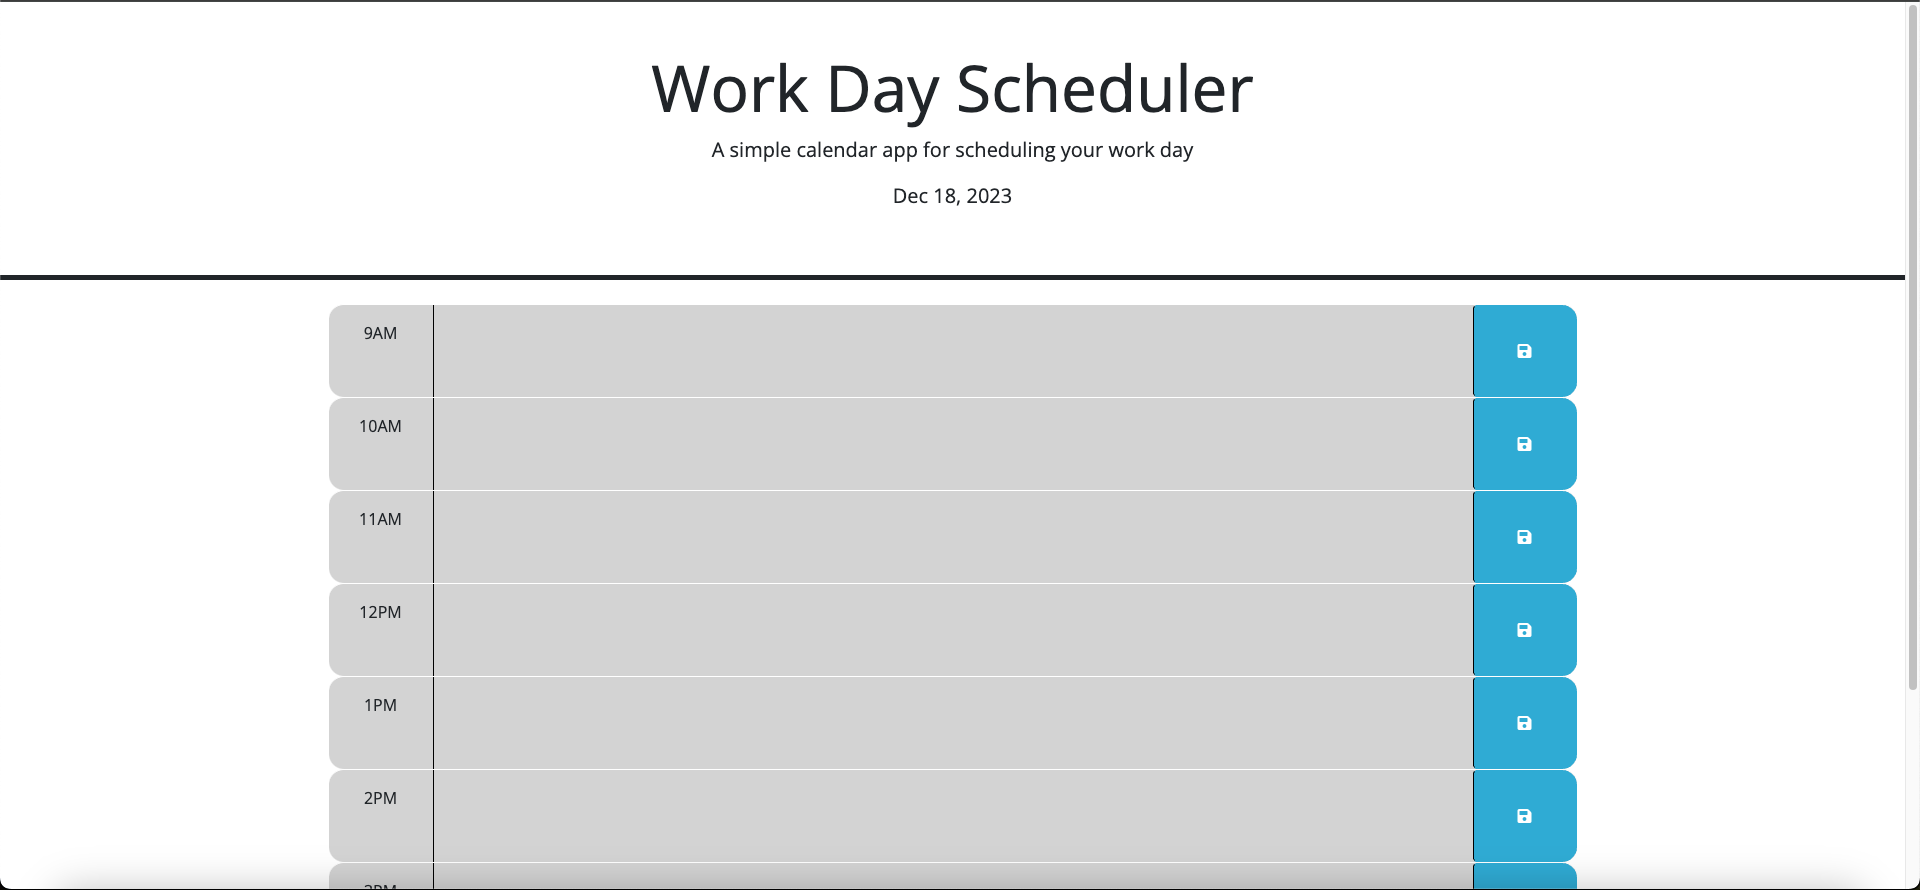 Work Day Scheduler
A simple calendar app for scheduling your work day
Dec 18, 2023
9AM
10AM
11AM
12PM
1PM
2PM
3PM